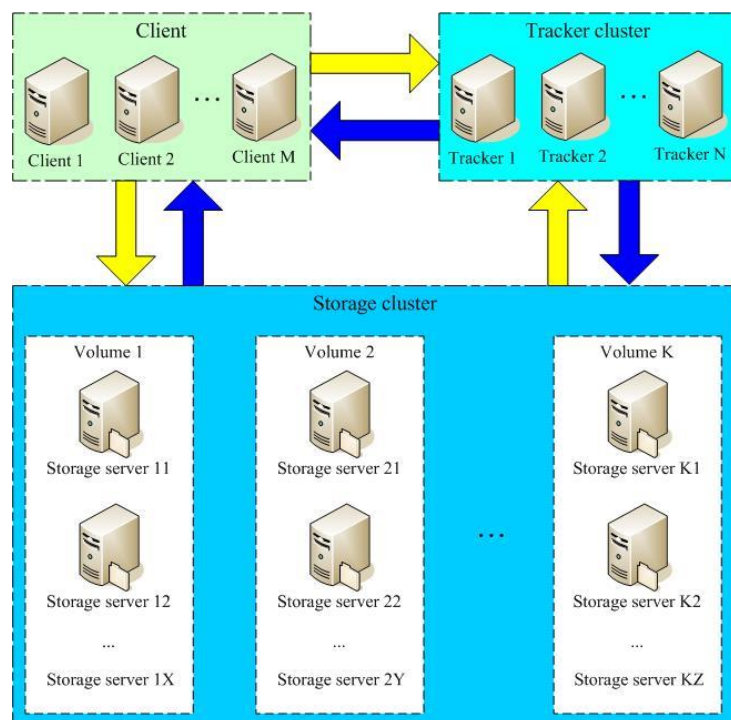 Client
Tracker cluster
...
...
Client 1
Client 2
Client M
Tracker 1
Tracker 2
Tracker N
Storage cluster
Volume 1
Volume 2
Volume K
Storage server 11
Storage server 21
Storage server K1
...
Storage server 12
Storage server 22
Storage server K2
...
...
...
Storage server 1X
Storage server 2Y
Storage server KZ